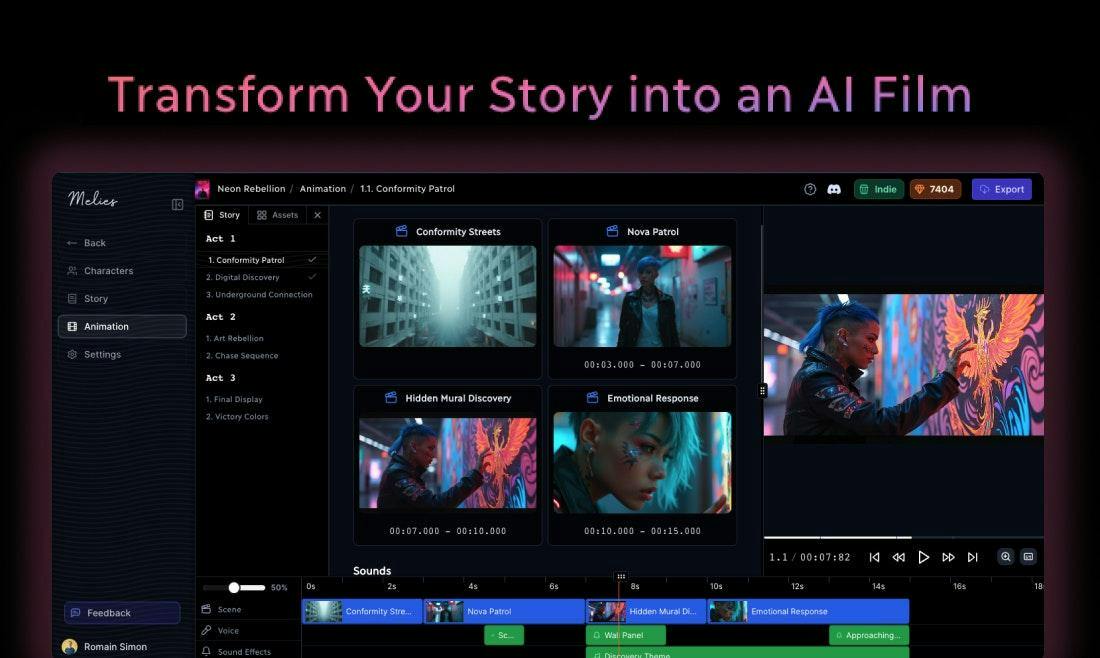 Transform Your Story into an AI Film
Melies
Neon Rebellion / Animation / 1.1. Conformity Patrol
Indie
7404
Export
Back
Characters
Story
Animation
Settings
Feedback
Romain Simon
Story
Assets
Act 1
1. Conformity Patrol
2. Digital Discovery
3. Underground Connection
Act 2
1. Art Rebellion
2. Chase Sequence
Act 3
1. Final Display
2. Victory Colors
Conformity Streets
Nova Patrol
00:03.000 – 00:07.000
Hidden Mural Discovery
00:07.000 – 00:10.000
Emotional Response
00:10.000 – 00:15.000
Sounds
1.1 / 00:07:82
50%
0s 2s 4s 6s 8s 10s 12s 14s 16s 18
Scene
Conformity Stre...
Nova Patrol
Hidden Mural Di...
Emotional Response
Voice
Sc...
Wall Panel
Approaching...
Sound Effects
Discovery Theme